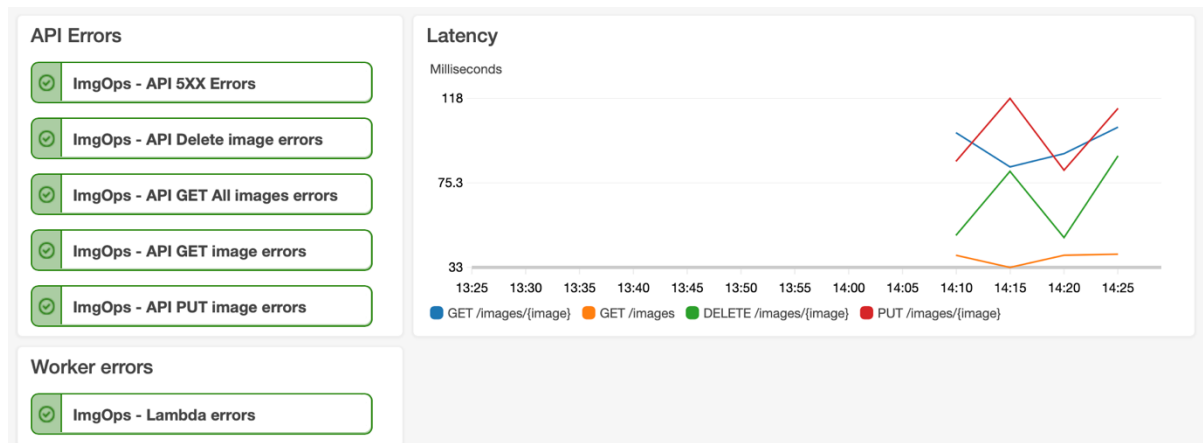 API Errors
ImgOps - API 5XX Errors
ImgOps - API Delete image errors
ImgOps - API GET All images errors
ImgOps - API GET image errors
ImgOps - API PUT image errors
Worker errors
ImgOps - Lambda errors
Latency
Milliseconds
118
75.3
33
13:25 13:30 13:35 13:40 13:45 13:50 13:55 14:00 14:05 14:10 14:15 14:20 14:25
GET /images/{image} GET /images DELETE /images/{image} PUT /images/{image}